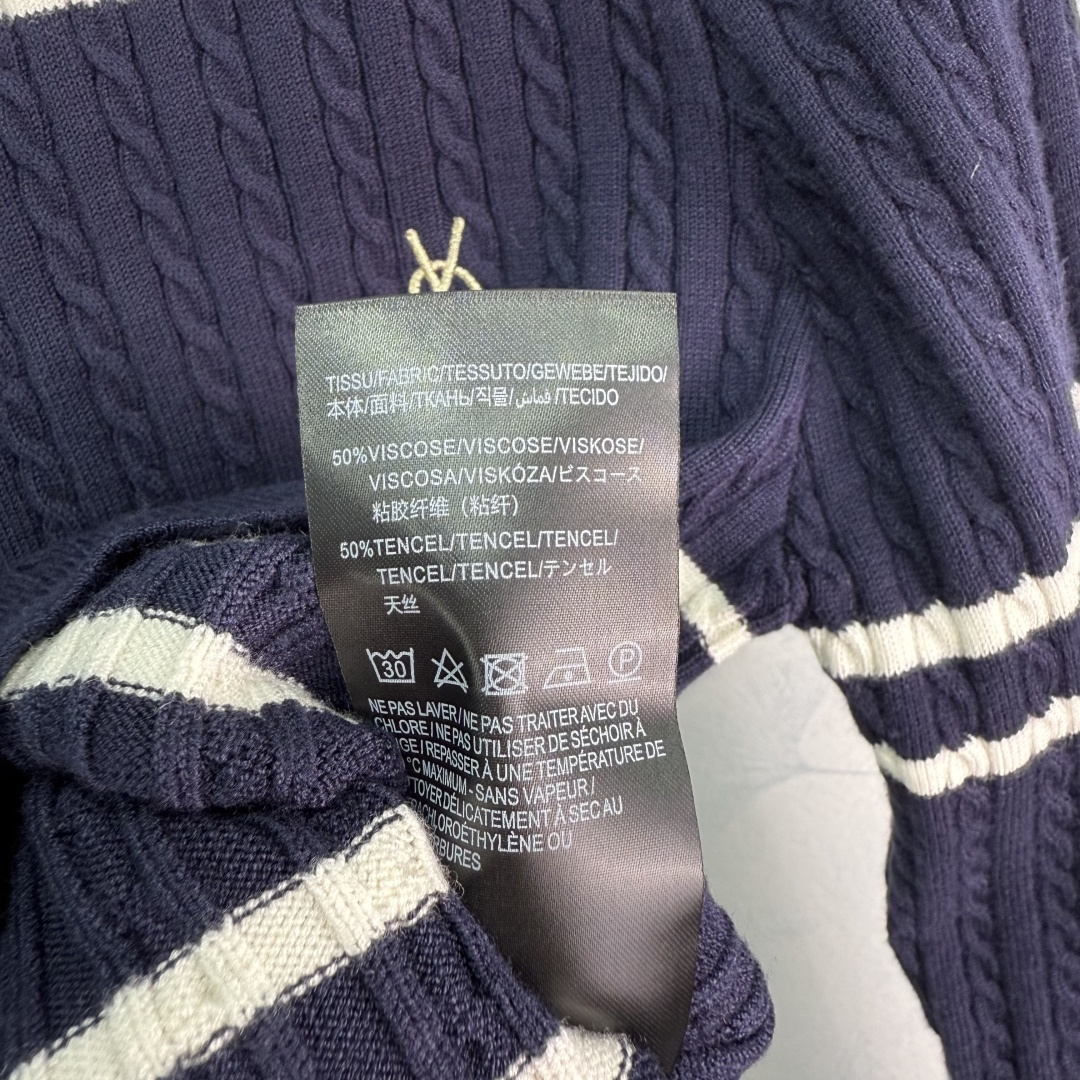 TISSU/FABRIC/TESSUTO/GEWEBE/TEJIDO/
本体/面料/ТКАНЬ/직물/قماش/TECIDO
50%VISCOSE/VISCOSE/VISKOSE/
VISCOSA/VISKÓZA/ビスコース
粘胶纤维（粘纤）
50%TENCEL/TENCEL/TENCEL/
TENCEL/TENCEL/テンセル
天丝
30
P
NE PAS LAVER/NE PAS TRAITER AVEC DU
CHLORE/NE PAS UTILISER DE SÉCHOIR À
REPASSER À UNE TEMPÉRATURE DE
°C MAXIMUM - SANS VAPEUR/
DÉLICATEMENT À SEC AU
OU